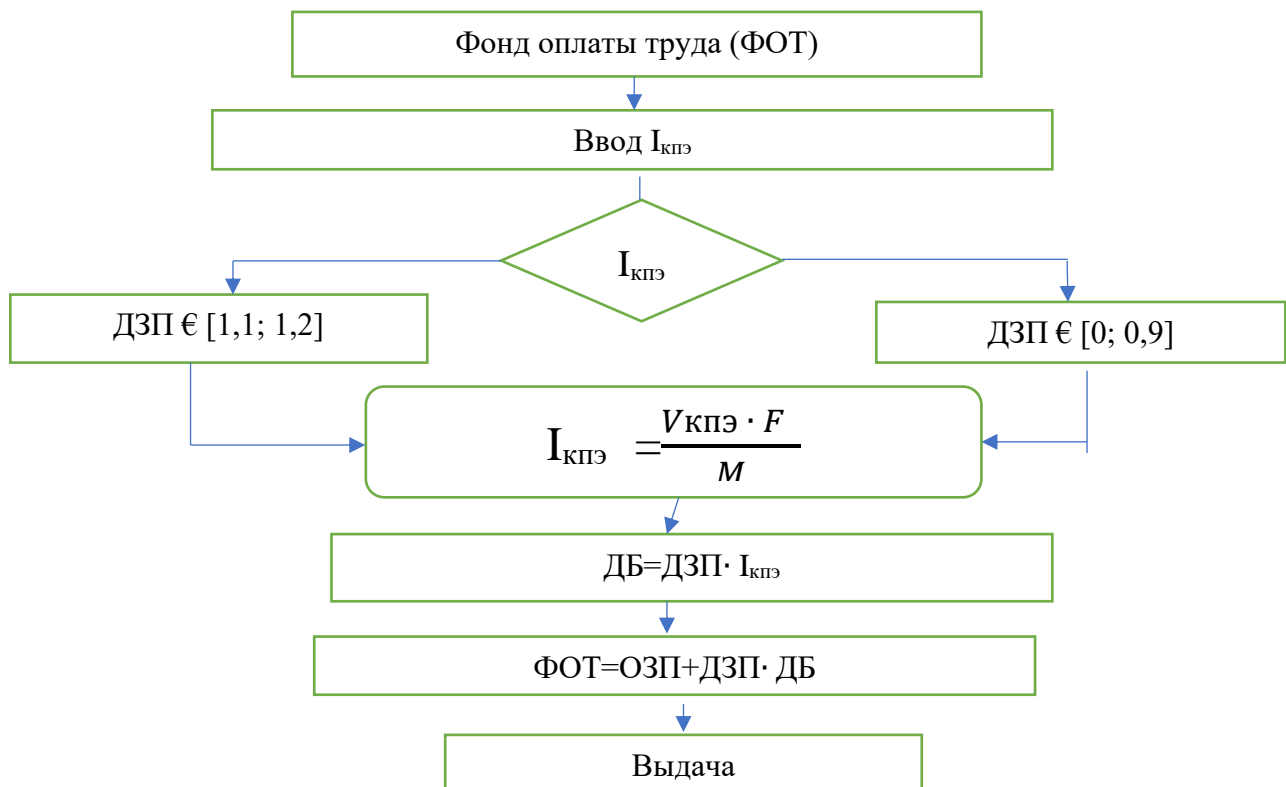 Фонд оплаты труда (ФОТ)
Ввод Iкпэ
Iкпэ
ДЗП € [1,1; 1,2]
ДЗП € [0; 0,9]
Iкпэ = Vкпэ · F / M
ДБ=ДЗП· Iкпэ
ФОТ=ОЗП+ДЗП· ДБ
Выдача